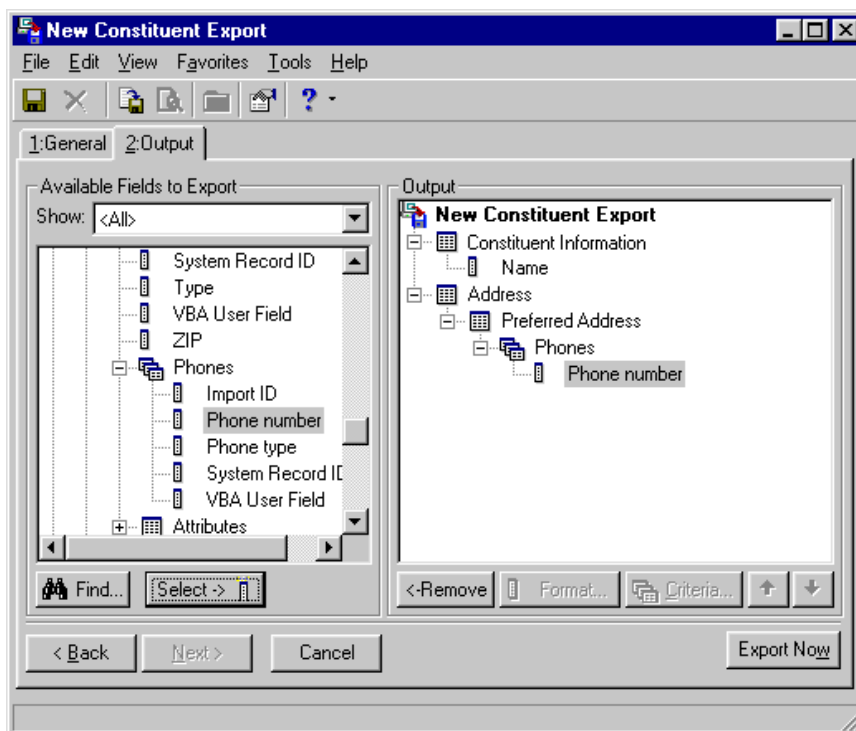 New Constituent Export
File Edit View Favorites Tools Help
?
1:General 2:Output
Available Fields to Export
Show: <All>
System Record ID
Type
VBA User Field
ZIP
Phones
Import ID
Phone number
Phone type
System Record ID
VBA User Field
Attributes
Find... Select ->
Output
New Constituent Export
Constituent Information
Name
Address
Preferred Address
Phones
Phone number
<-Remove Format... Criteria...
< Back Next > Cancel Export Now